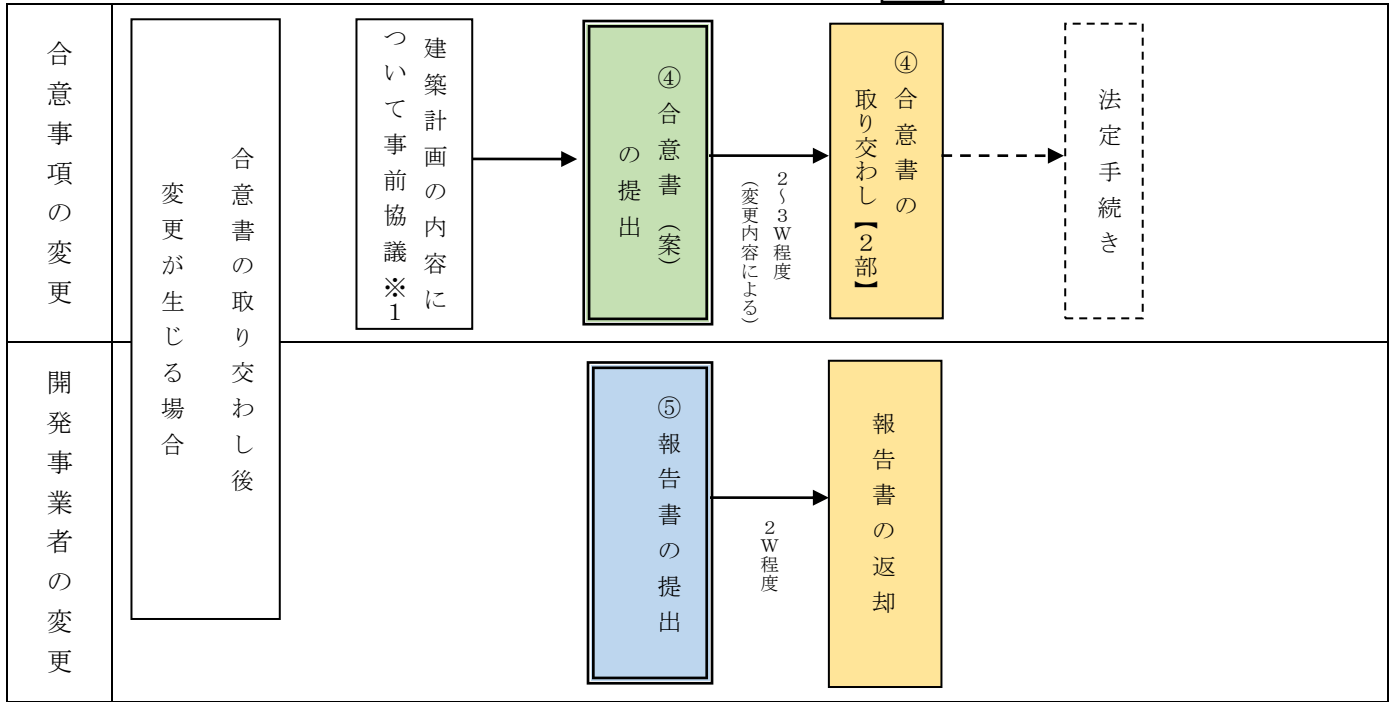 合意事項の変更
合意書の取り交わし後
変更が生じる場合
建築計画の内容に
ついて事前協議※1
④合意書（案）
の提出
2～3W程度
（変更内容による）
④合意書の
取り交わし【2部】
法定手続き
開発事業者の変更
⑤報告書の提出
2W程度
報告書の返却